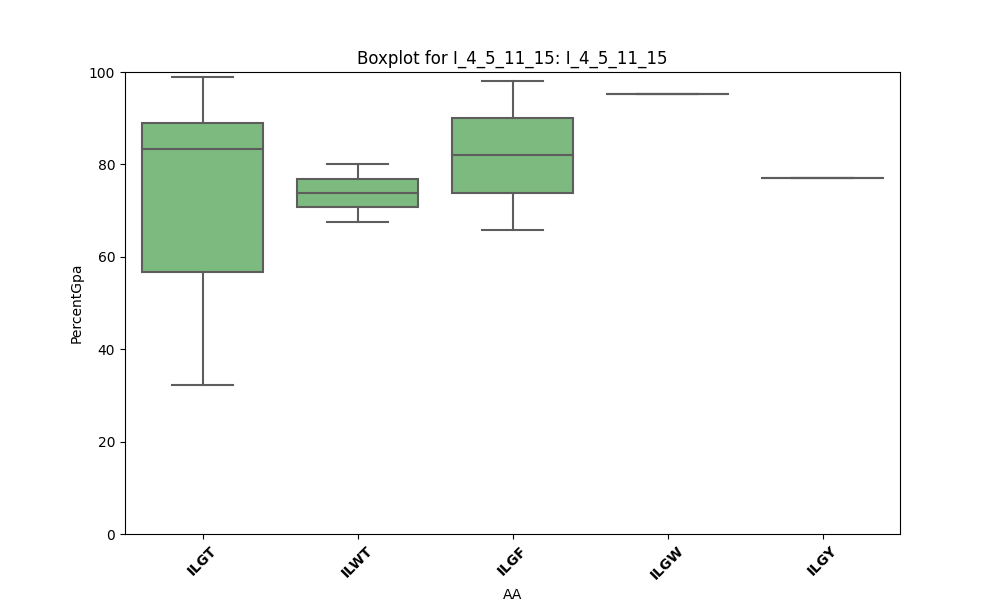 Boxplot for I_4_5_11_15: I_4_5_11_15
100
80
60
40
20
0
PercentGpa
ILGT
ILWT
ILGF
ILGW
ILGY
AA